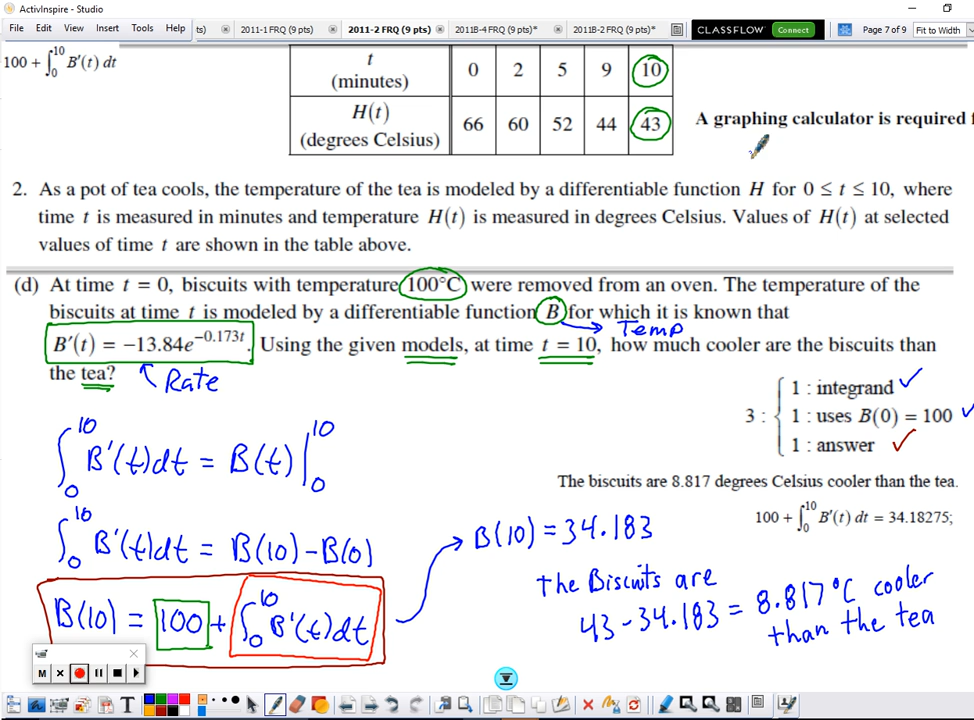 ActivInspire - Studio
File Edit View Insert Tools Help ts) 2011-1 FRQ (9 pts) 2011-2 FRQ (9 pts) 2011B-4 FRQ (9 pts)* 2011B-2 FRQ (9 pts)* CLASSFLOW Connect Page 7 of 9 Fit to Width
100 + ∫₀¹⁰ B′(t) dt
t (minutes) 0 2 5 9 10
H(t) (degrees Celsius) 66 60 52 44 43
A graphing calculator is required f
2. As a pot of tea cools, the temperature of the tea is modeled by a differentiable function H for 0 ≤ t ≤ 10, where
time t is measured in minutes and temperature H(t) is measured in degrees Celsius. Values of H(t) at selected
values of time t are shown in the table above.
(d) At time t = 0, biscuits with temperature 100°C were removed from an oven. The temperature of the
biscuits at time t is modeled by a differentiable function B for which it is known that
Temp
B′(t) = −13.84e^(−0.173t). Using the given models, at time t = 10, how much cooler are the biscuits than
the tea?
Rate
3 : { 1 : integrand ✓
1 : uses B(0) = 100 ✓
1 : answer ✓
∫₀¹⁰ B′(t)dt = B(t)|₀¹⁰
The biscuits are 8.817 degrees Celsius cooler than the tea.
100 + ∫₀¹⁰ B′(t) dt = 34.18275;
∫₀¹⁰ B′(t)dt = B(10) − B(0)
B(10) = 34.183
B(10) = 100 + ∫₀¹⁰ B′(t)dt
the Biscuits are
43 − 34.183 = 8.817°C cooler
than the tea
M
T